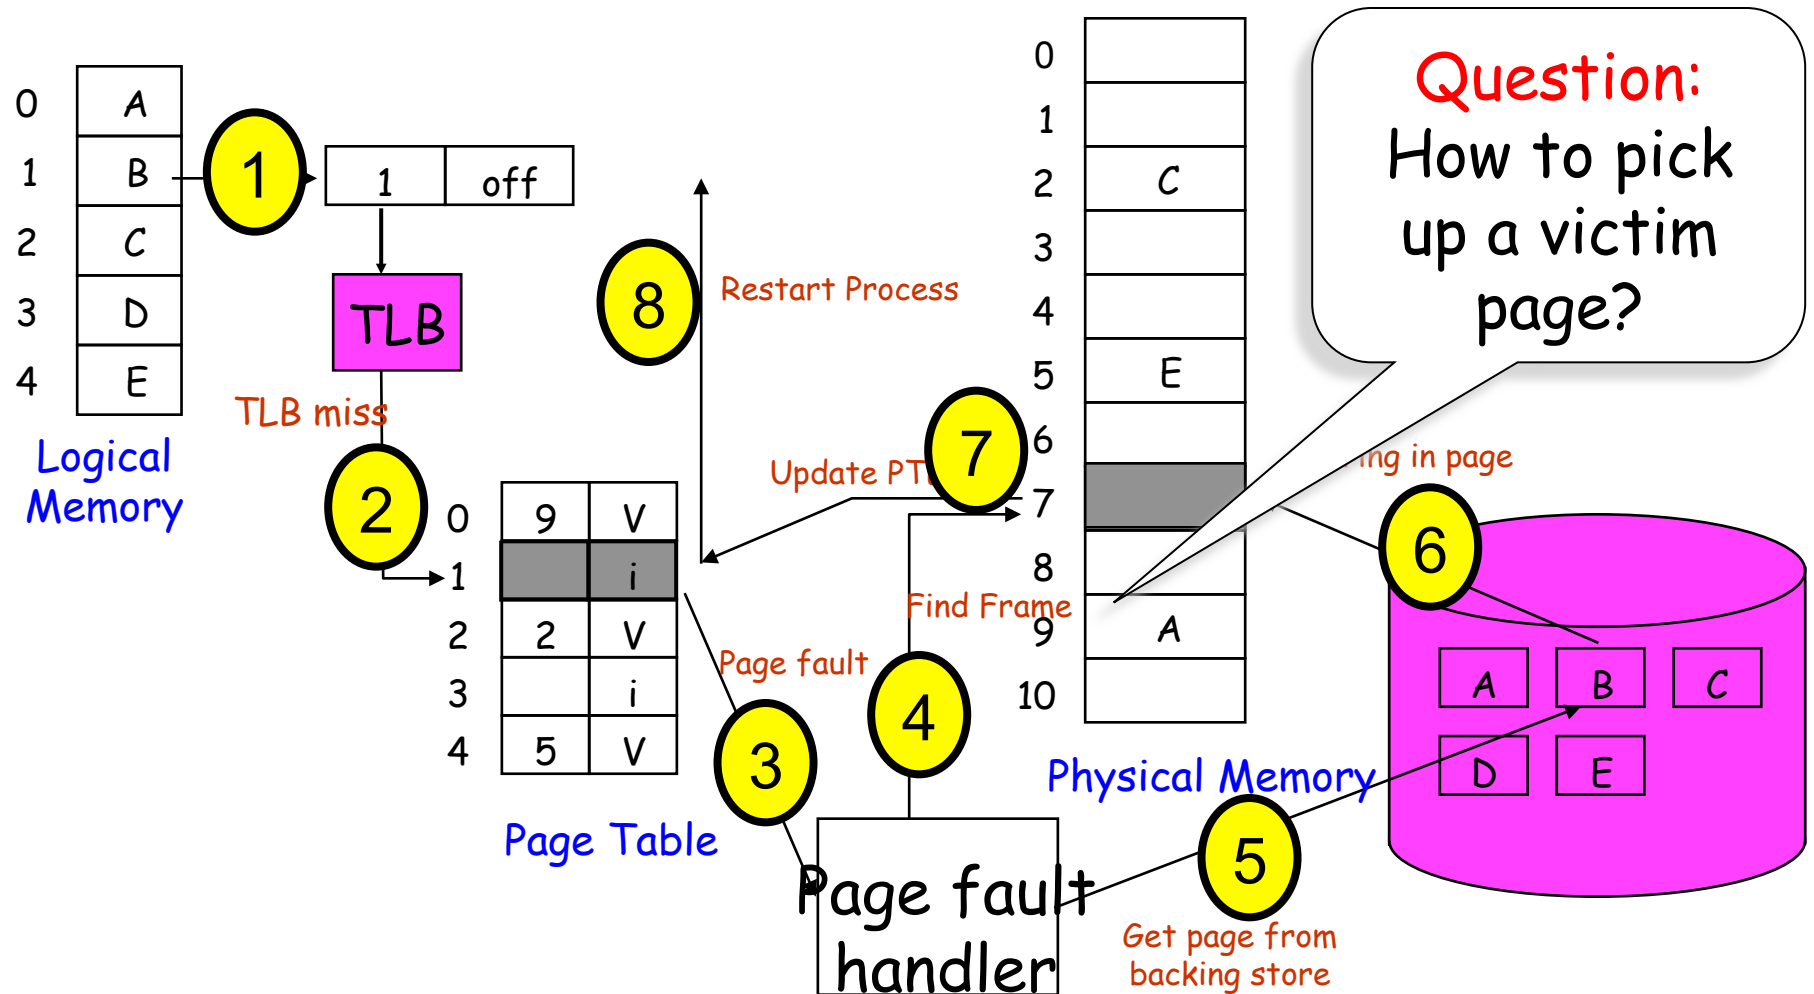 0
A
1
B
2
C
3
D
4
E
Logical
Memory
1
1
off
TLB
TLB miss
2
0
9
V
1
i
2
2
V
3
i
4
5
V
Page Table
8
Restart Process
Update PT
7
Page fault
3
4
Find Frame
Page fault
handler
0
1
2
C
3
4
5
E
6
7
8
9
A
10
Physical Memory
5
Get page from
backing store
Question:
How to pick
up a victim
page?
in page
6
A
B
C
D
E